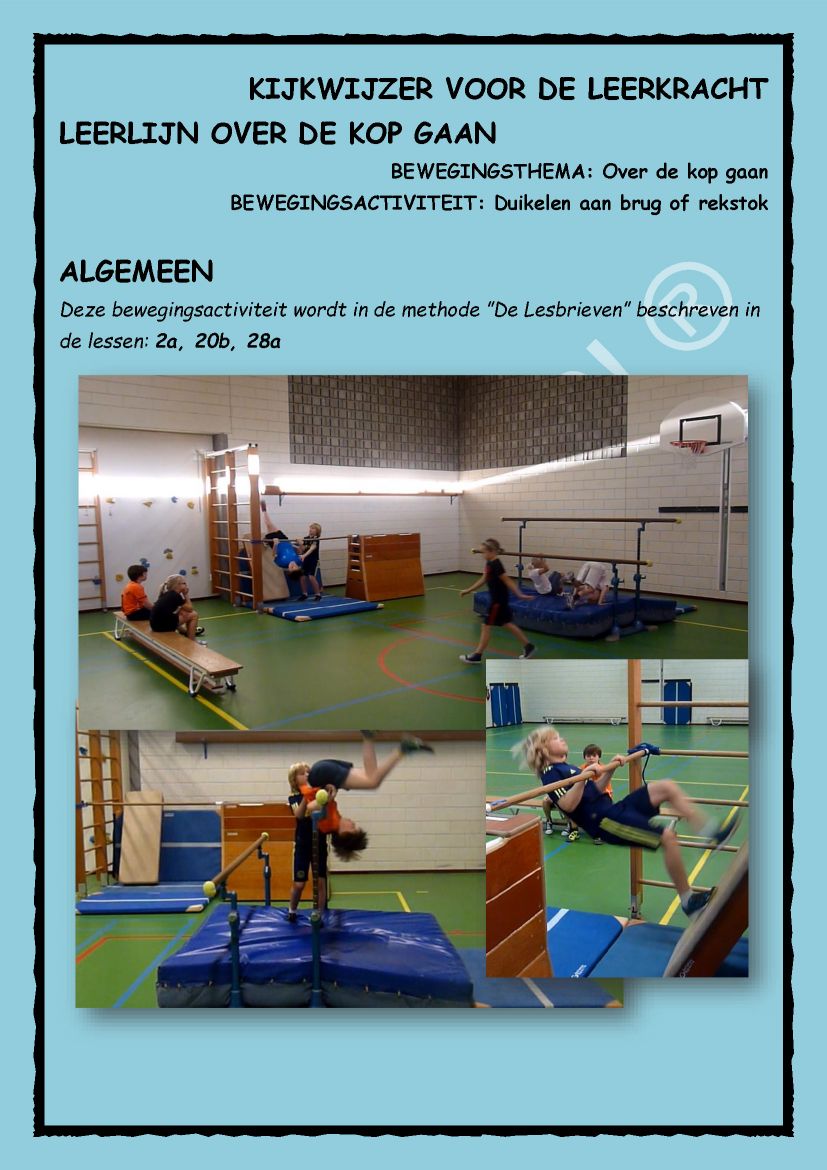 KIJKWIJZER VOOR DE LEERKRACHT
LEERLIJN OVER DE KOP GAAN
BEWEGINGSTHEMA: Over de kop gaan
BEWEGINGSACTIVITEIT: Duikelen aan brug of rekstok
ALGEMEEN
Deze bewegingsactiviteit wordt in de methode "De Lesbrieven" beschreven in
de lessen: 2a, 20b, 28a
®